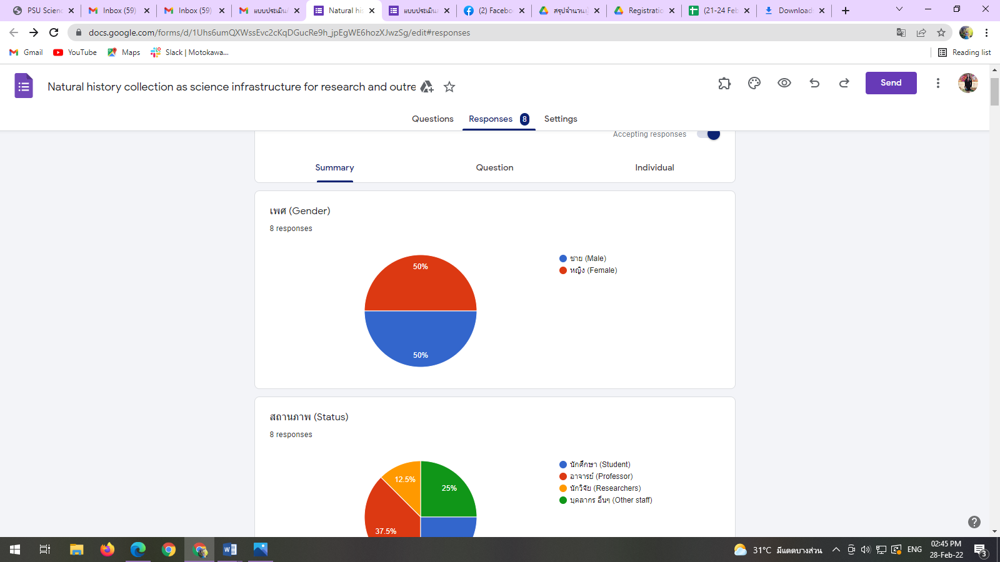 PSU Scienc
Inbox (59)
Inbox (59)
แบบประเมิน
Natural his
แบบประเมิน
(2) Facebo
สรุปจำนวนผู้
Registratio
(21-24 Feb
Download
docs.google.com/forms/d/1Uhs6umQXWssEvc2cKqDGucRe9h_jpEgWE6hozXJwzSg/edit#responses
Gmail
YouTube
Maps
Slack | Motokawa...
Reading list
Natural history collection as science infrastructure for research and outre
Send
Questions
Responses 8
Settings
Accepting responses
Summary
Question
Individual
เพศ (Gender)
8 responses
50%
50%
ชาย (Male)
หญิง (Female)
สถานภาพ (Status)
8 responses
12.5%
25%
37.5%
นักศึกษา (Student)
อาจารย์ (Professor)
นักวิจัย (Researchers)
บุคลากร อื่นๆ (Other staff)
31°C มีแดดบางส่วน
ENG
02:45 PM
28-Feb-22
3